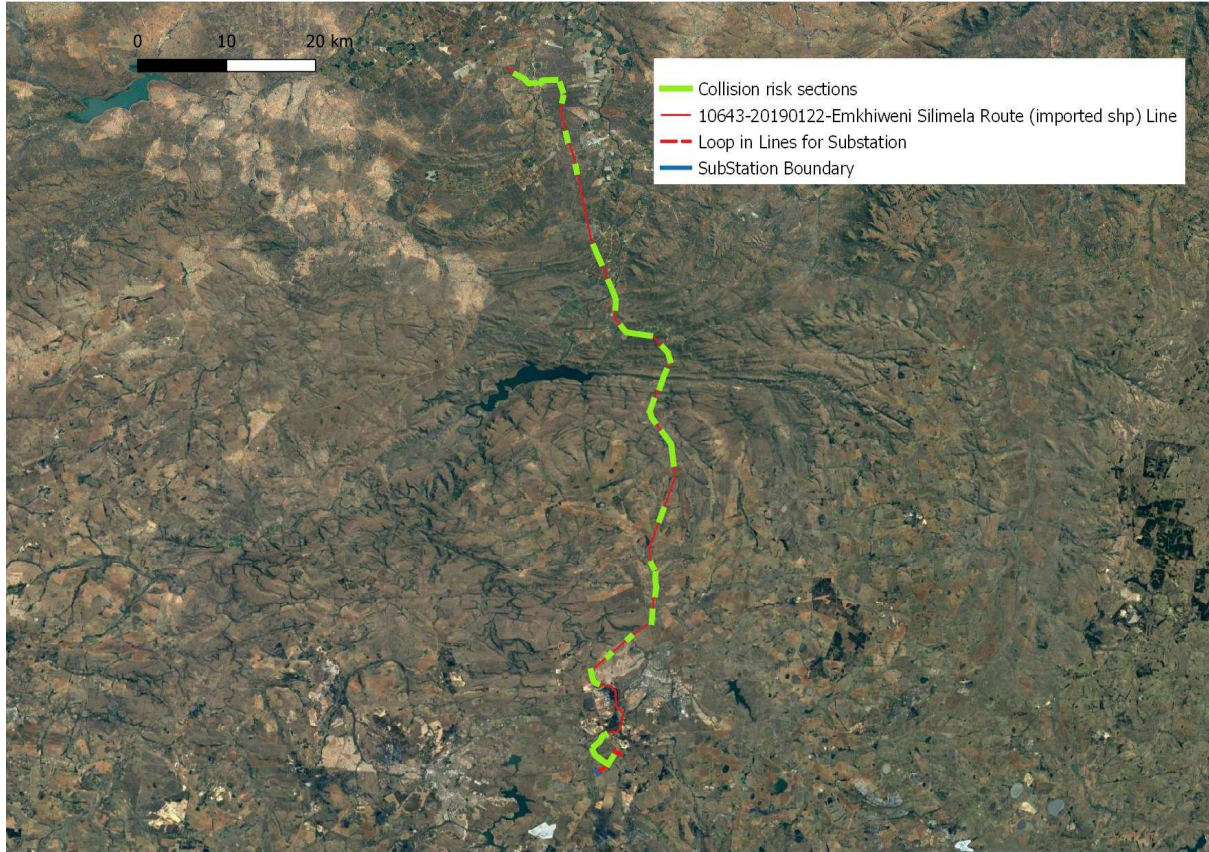 0 10 20 km
Collision risk sections
10643-20190122-Emkhiweni Silimela Route (imported shp) Line
Loop in Lines for Substation
SubStation Boundary